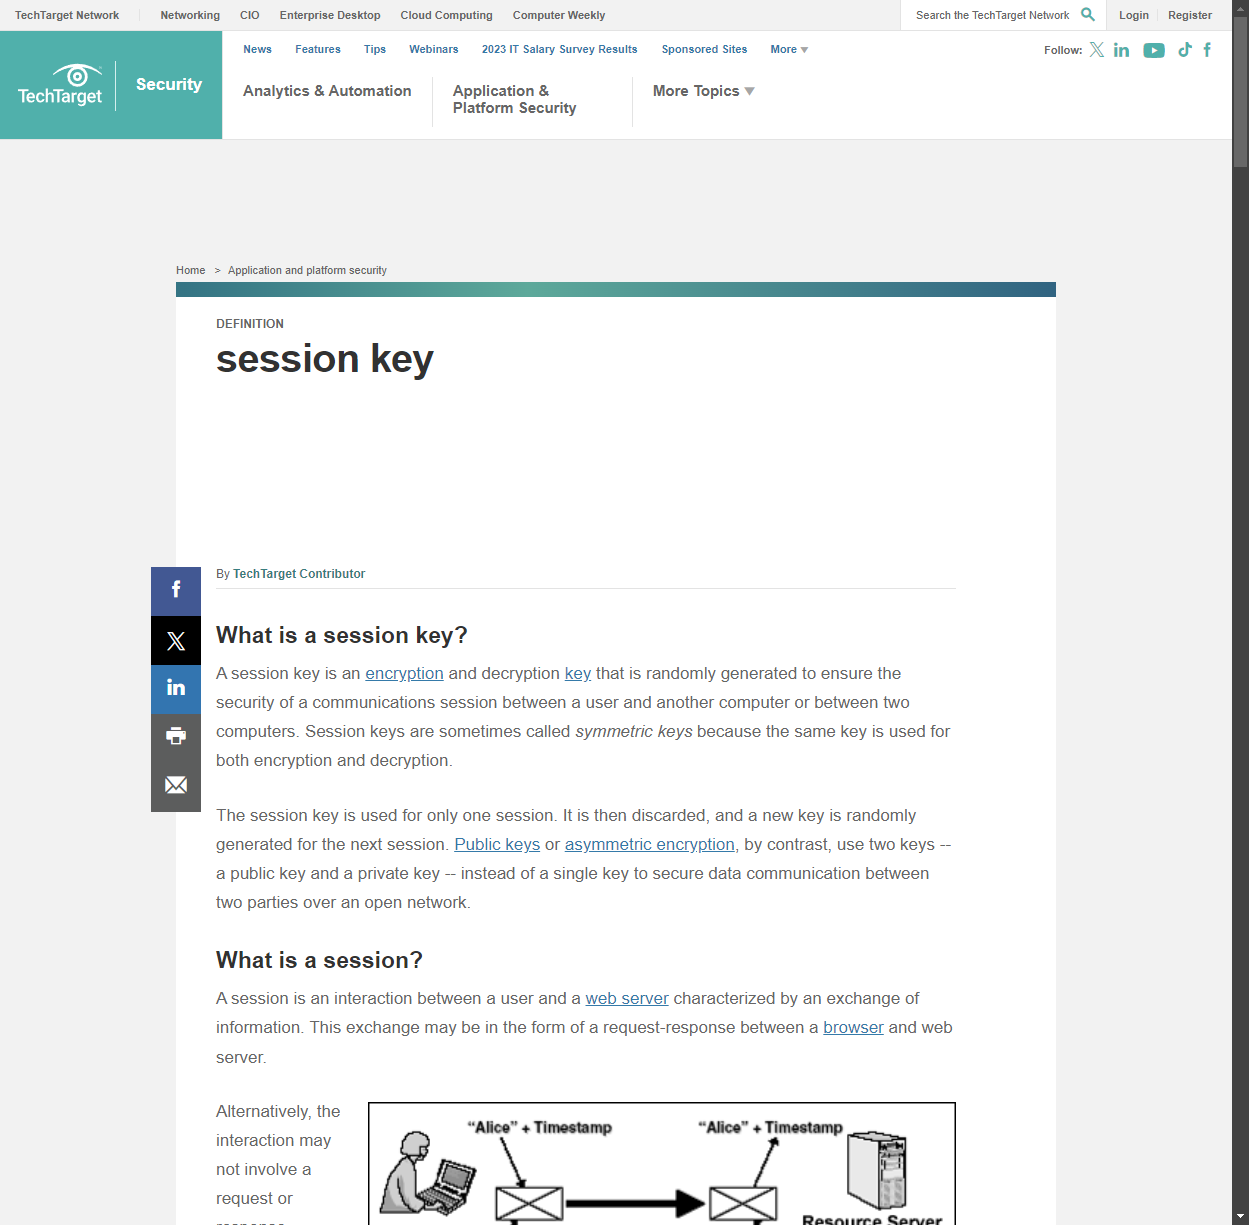 TechTarget Network
Networking CIO Enterprise Desktop Cloud Computing Computer Weekly
Search the TechTarget Network
Login Register
TechTarget Security
News Features Tips Webinars 2023 IT Salary Survey Results Sponsored Sites More
Follow:
Analytics & Automation
Application &
Platform Security
More Topics
Home > Application and platform security
DEFINITION
session key
By TechTarget Contributor
What is a session key?
A session key is an encryption and decryption key that is randomly generated to ensure the
security of a communications session between a user and another computer or between two
computers. Session keys are sometimes called symmetric keys because the same key is used for
both encryption and decryption.
The session key is used for only one session. It is then discarded, and a new key is randomly
generated for the next session. Public keys or asymmetric encryption, by contrast, use two keys --
a public key and a private key -- instead of a single key to secure data communication between
two parties over an open network.
What is a session?
A session is an interaction between a user and a web server characterized by an exchange of
information. This exchange may be in the form of a request-response between a browser and web
server.
Alternatively, the
interaction may
not involve a
request or
response
“Alice” + Timestamp
“Alice” + Timestamp
Resource Server